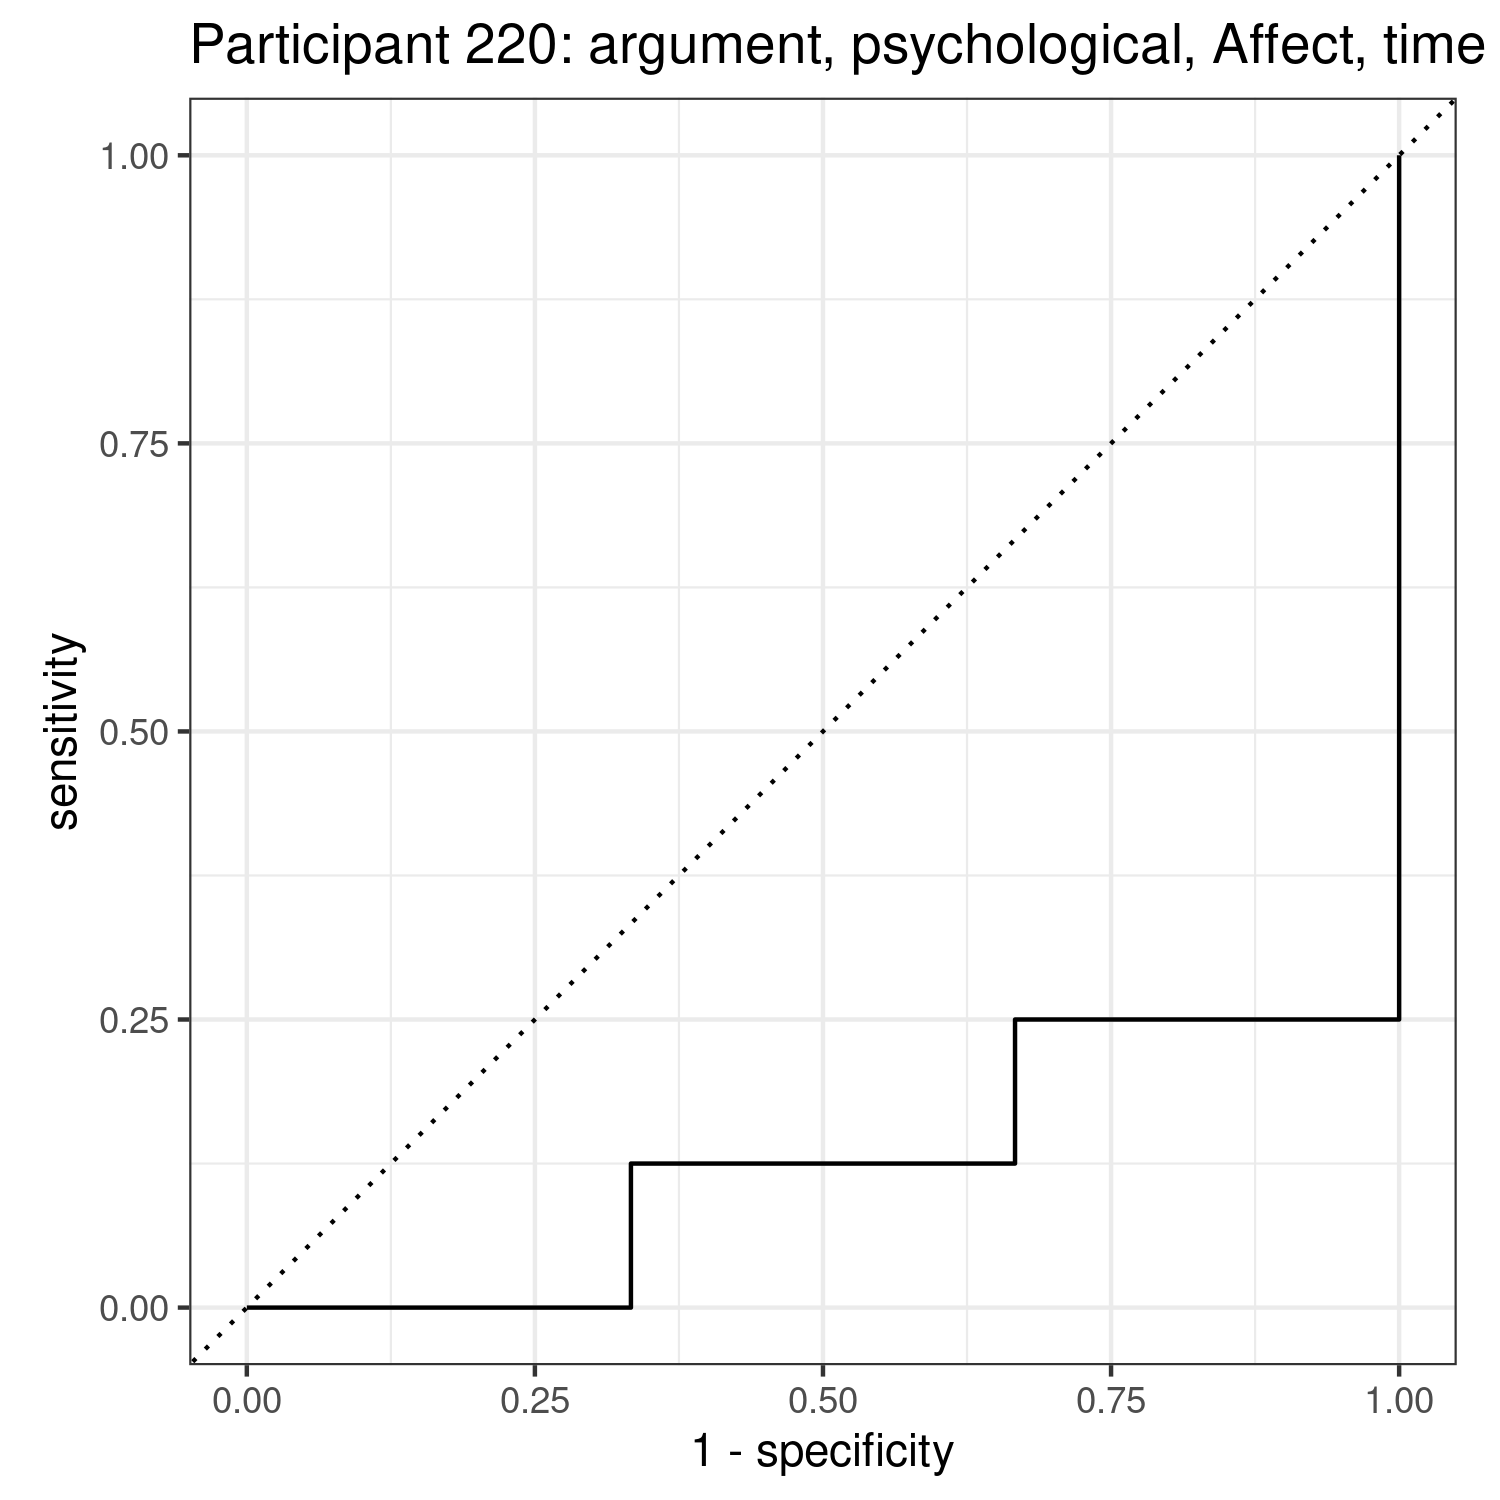 Participant 220: argument, psychological, Affect, time
1.00
0.75
0.50
0.25
0.00
sensitivity
0.00 0.25 0.50 0.75 1.00
1 - specificity